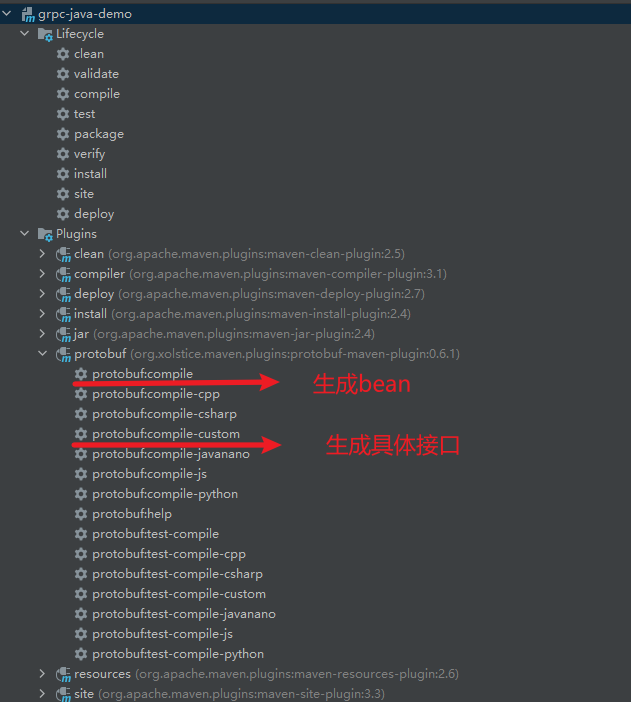 grpc-java-demo
Lifecycle
clean
validate
compile
test
package
verify
install
site
deploy
Plugins
clean (org.apache.maven.plugins:maven-clean-plugin:2.5)
compiler (org.apache.maven.plugins:maven-compiler-plugin:3.1)
deploy (org.apache.maven.plugins:maven-deploy-plugin:2.7)
install (org.apache.maven.plugins:maven-install-plugin:2.4)
jar (org.apache.maven.plugins:maven-jar-plugin:2.4)
protobuf (org.xolstice.maven.plugins:protobuf-maven-plugin:0.6.1)
protobuf:compile 生成bean
protobuf:compile-cpp
protobuf:compile-csharp
protobuf:compile-custom 生成具体接口
protobuf:compile-javanano
protobuf:compile-js
protobuf:compile-python
protobuf:help
protobuf:test-compile
protobuf:test-compile-cpp
protobuf:test-compile-csharp
protobuf:test-compile-custom
protobuf:test-compile-javanano
protobuf:test-compile-js
protobuf:test-compile-python
resources (org.apache.maven.plugins:maven-resources-plugin:2.6)
site (org.apache.maven.plugins:maven-site-plugin:3.3)